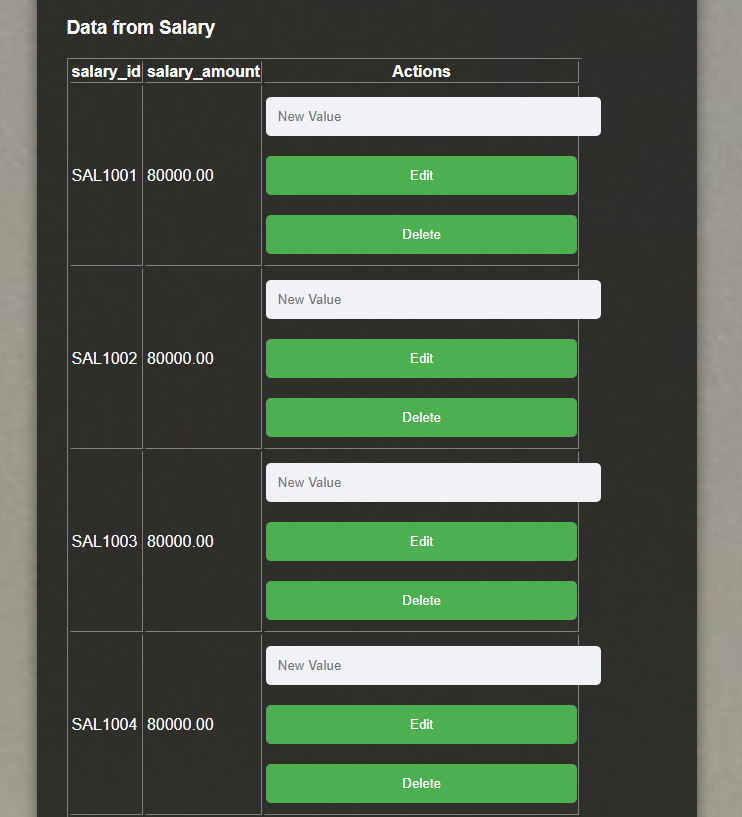 Data from Salary
salary_id salary_amount Actions
New Value
SAL1001 80000.00 Edit
Delete
New Value
SAL1002 80000.00 Edit
Delete
New Value
SAL1003 80000.00 Edit
Delete
New Value
SAL1004 80000.00 Edit
Delete